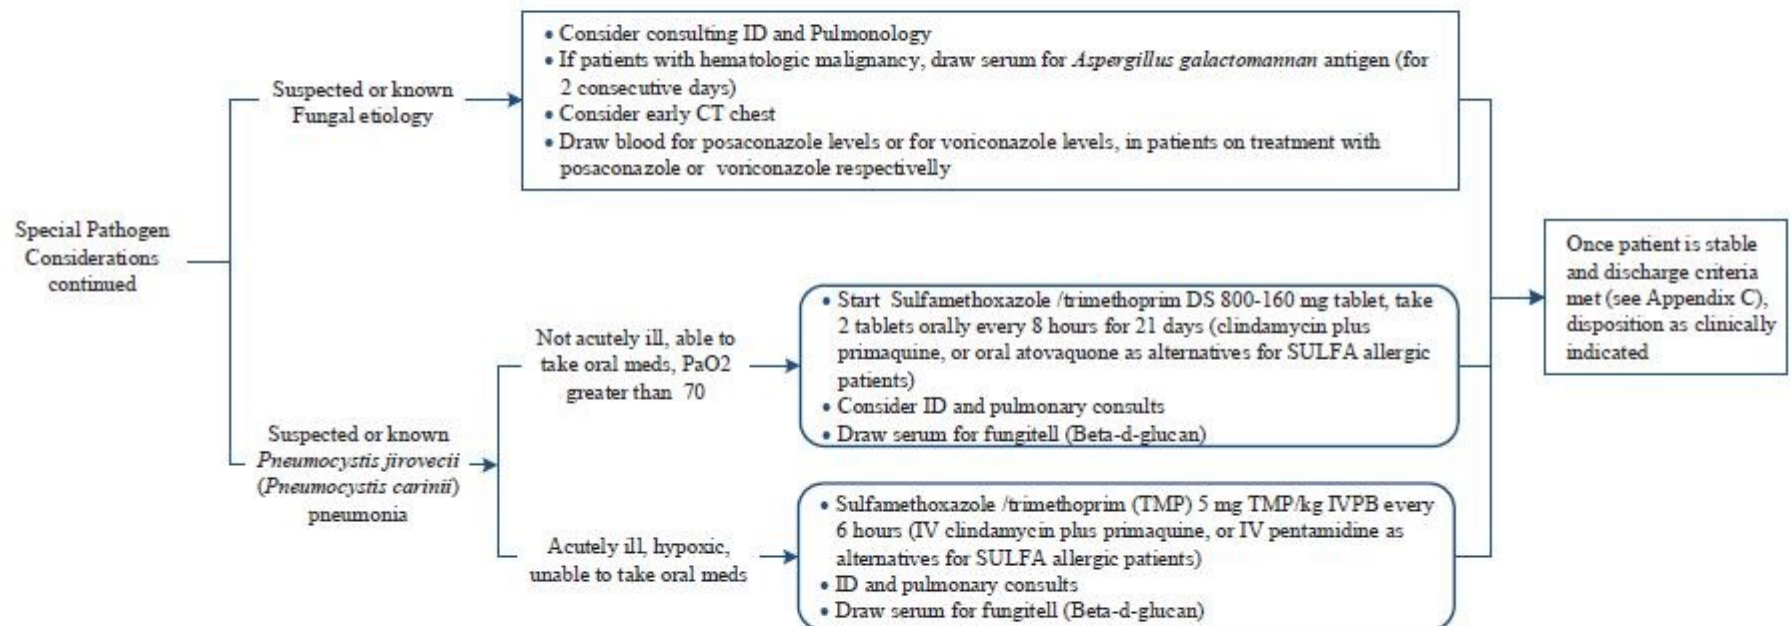 Special Pathogen
Considerations
continued
Suspected or known
Fungal etiology
• Consider consulting ID and Pulmonology
• If patients with hematologic malignancy, draw serum for Aspergillus galactomannan antigen (for
2 consecutive days)
• Consider early CT chest
• Draw blood for posaconazole levels or for voriconazole levels, in patients on treatment with
posaconazole or voriconazole respectivelly
Suspected or known
Pneumocystis jirovecii
(Pneumocystis carinii)
pneumonia
Not acutely ill, able to
take oral meds, PaO2
greater than 70
• Start Sulfamethoxazole /trimethoprim DS 800-160 mg tablet, take
2 tablets orally every 8 hours for 21 days (clindamycin plus
primaquine, or oral atovaquone as alternatives for SULFA allergic
patients)
• Consider ID and pulmonary consults
• Draw serum for fungitell (Beta-d-glucan)
Acutely ill, hypoxic,
unable to take oral meds
• Sulfamethoxazole /trimethoprim (TMP) 5 mg TMP/kg IVPB every
6 hours (IV clindamycin plus primaquine, or IV pentamidine as
alternatives for SULFA allergic patients)
• ID and pulmonary consults
• Draw serum for fungitell (Beta-d-glucan)
Once patient is stable
and discharge criteria
met (see Appendix C),
disposition as clinically
indicated